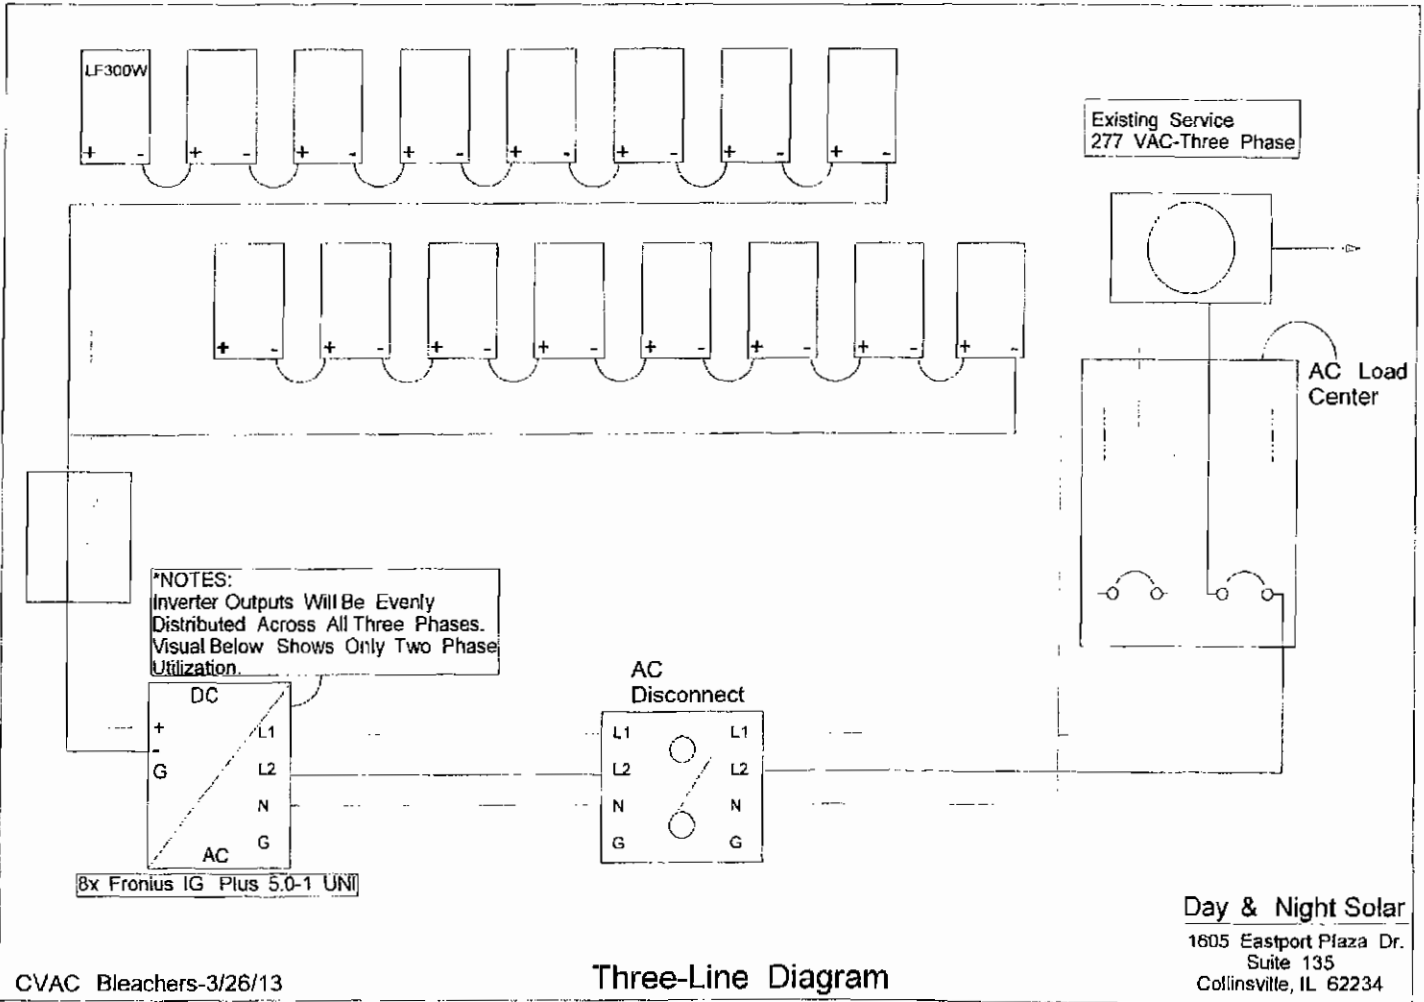 LF300W
+ - + - + - + - + - + - + - + -
Existing Service
277 VAC-Three Phase
+ - + - + - + - + - + - + - + -
AC Load
Center
*NOTES:
Inverter Outputs Will Be Evenly
Distributed Across All Three Phases.
Visual Below Shows Only Two Phase
Utilization.
DC
+
-
G
L1
L2
N
G
AC
8x Fronius IG Plus 5.0-1 UNI
AC
Disconnect
L1 L1
L2 L2
N N
G G
Day & Night Solar
1605 Eastport Plaza Dr.
Suite 135
Collinsville, IL 62234
CVAC Bleachers-3/26/13
Three-Line Diagram